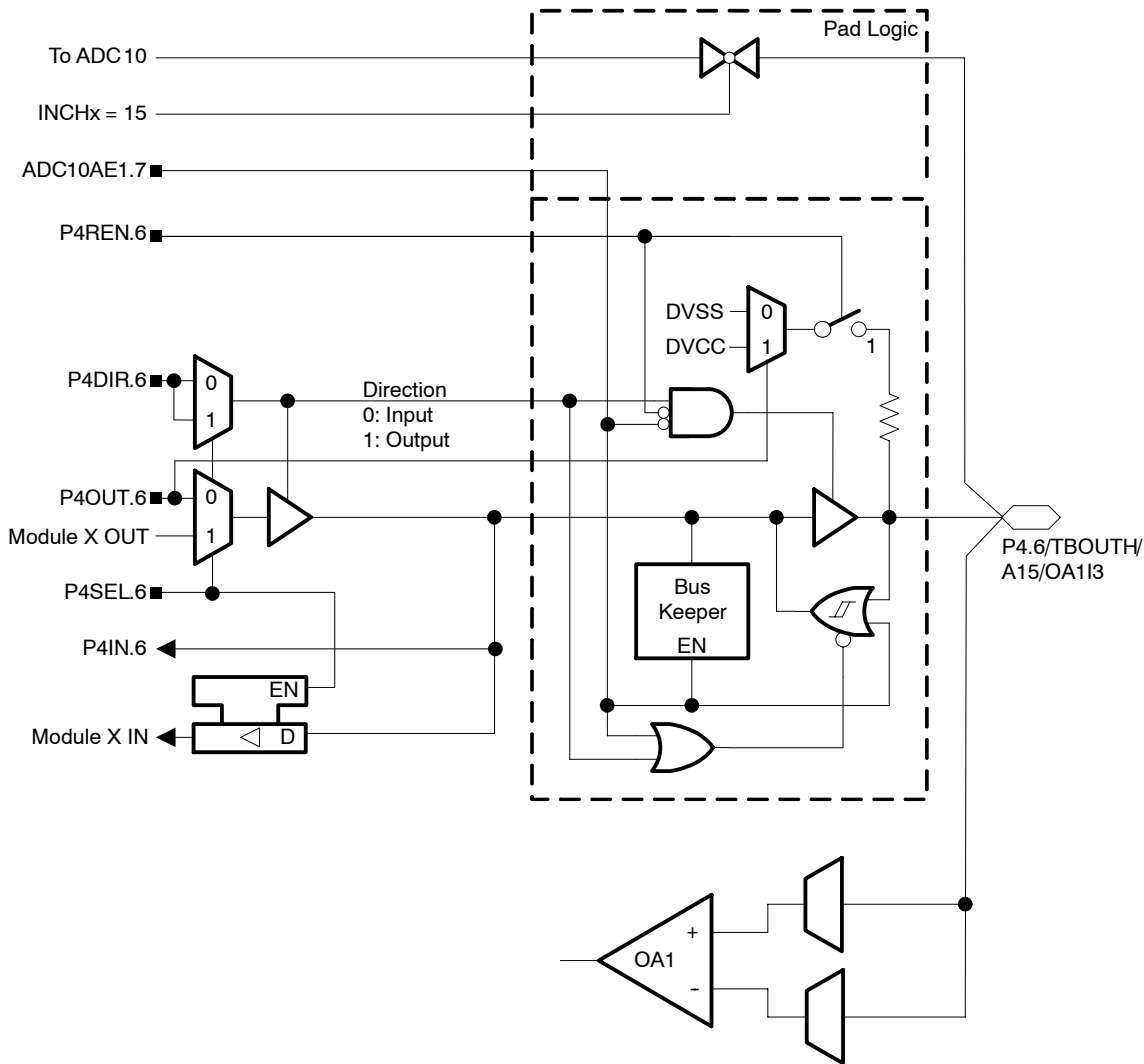 Pad Logic
To ADC10
INCHx = 15
ADC10AE1.7
P4REN.6
DVSS
0
DVCC
1
1
P4DIR.6
0
1
Direction
0: Input
1: Output
P4OUT.6
0
Module X OUT
1
P4.6/TBOUTH/
A15/OA1I3
P4SEL.6
Bus
Keeper
EN
P4IN.6
EN
Module X IN
D
+
OA1
−